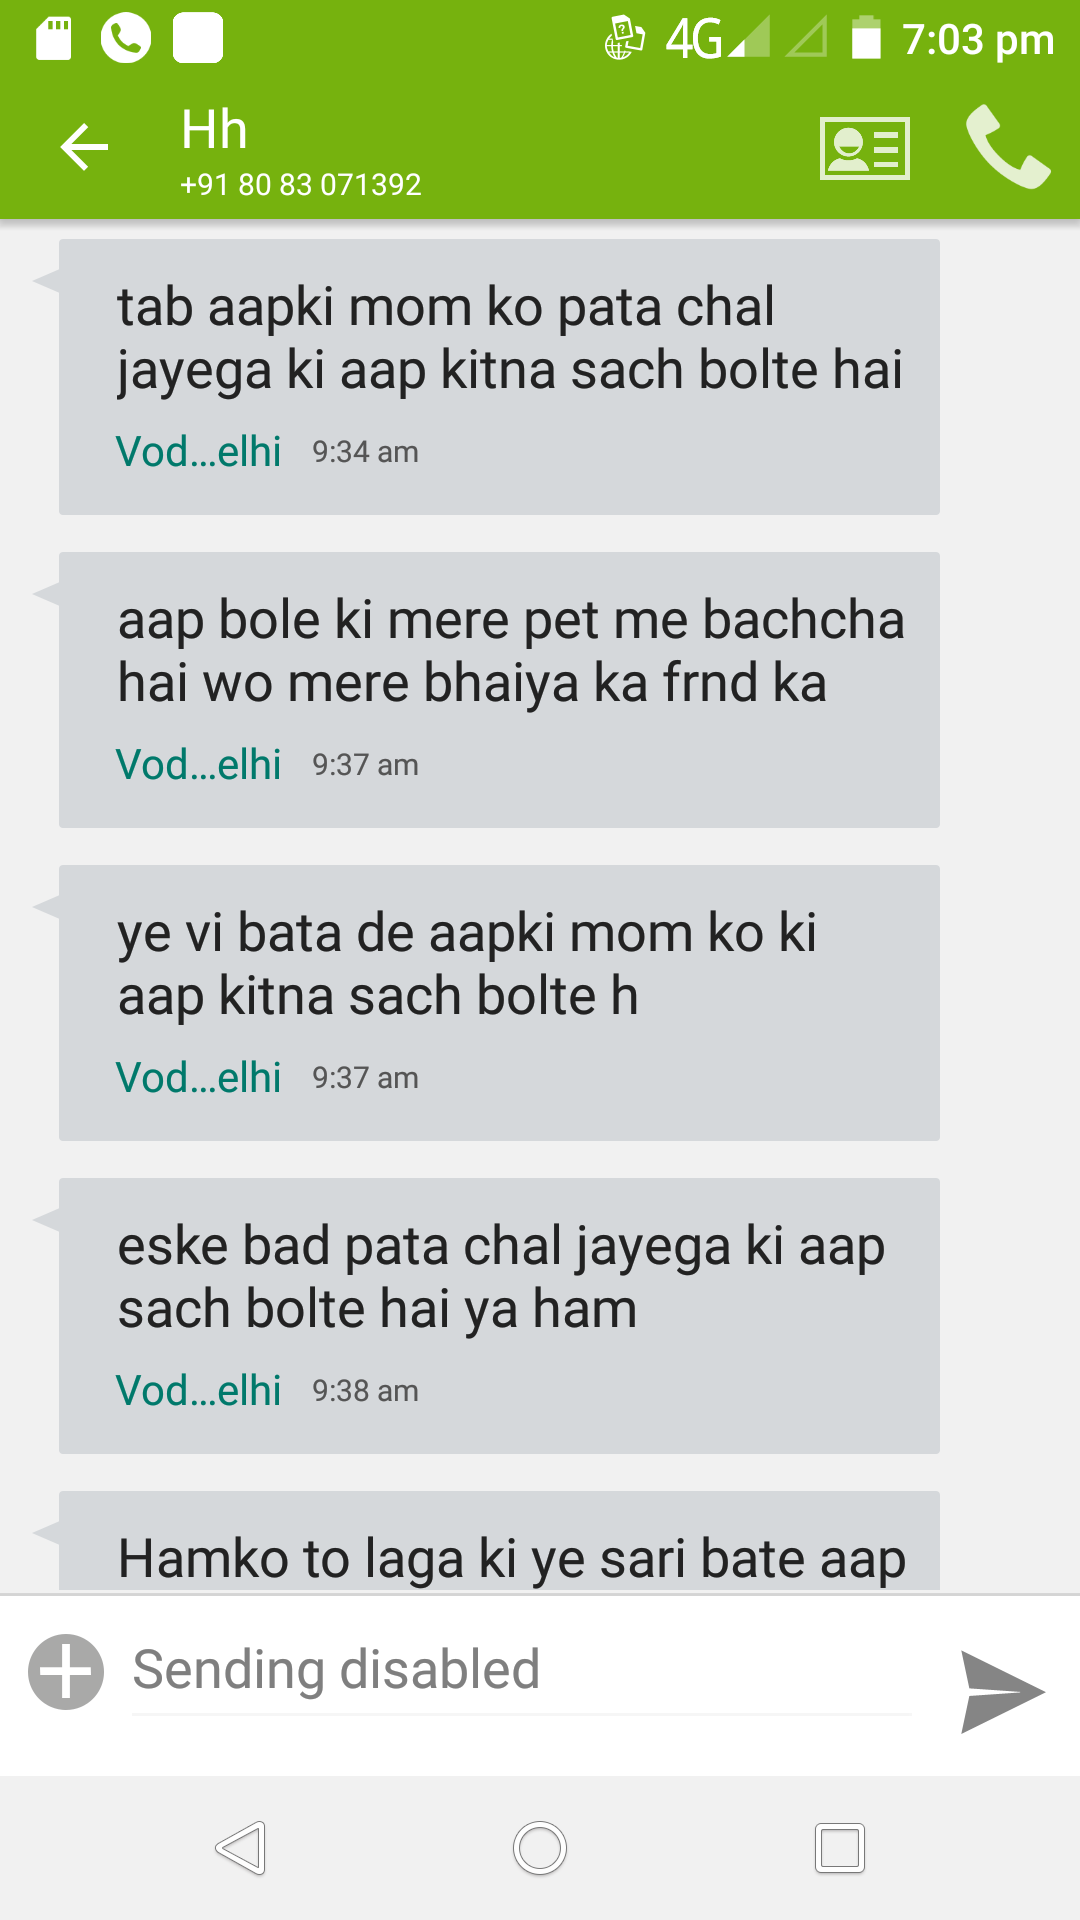 4G 7:03 pm
Hh
+91 80 83 071392
tab aapki mom ko pata chal
jayega ki aap kitna sach bolte hai
Vod...elhi 9:34 am
aap bole ki mere pet me bachcha
hai wo mere bhaiya ka frnd ka
Vod...elhi 9:37 am
ye vi bata de aapki mom ko ki
aap kitna sach bolte h
Vod...elhi 9:37 am
eske bad pata chal jayega ki aap
sach bolte hai ya ham
Vod...elhi 9:38 am
Hamko to laga ki ye sari bate aap
Sending disabled